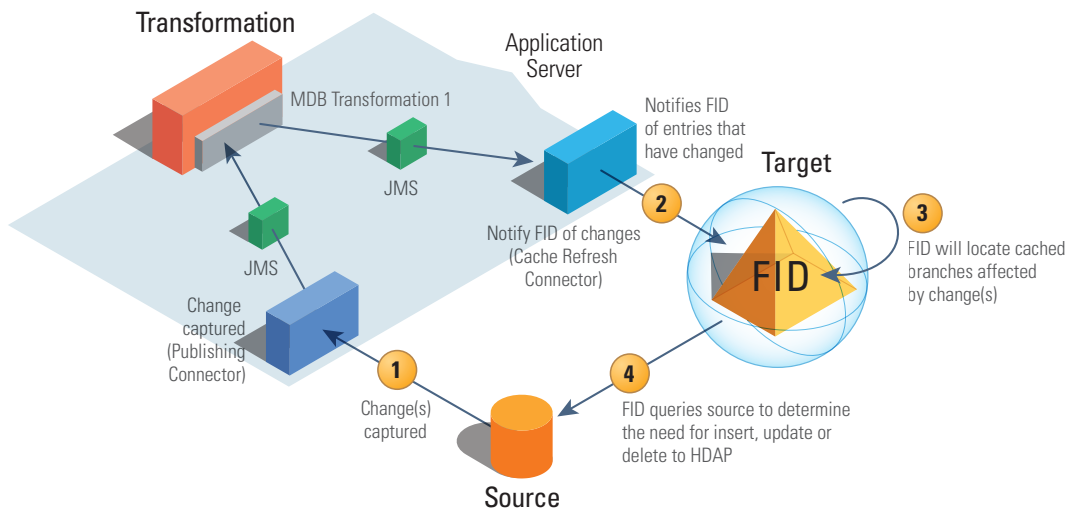 Transformation
Application
Server
MDB Transformation 1
JMS
JMS
Notifies FID
of entries that
have changed
Target
2
3
Notify FID of changes
(Cache Refresh
Connector)
FID
FID will locate cached
branches affected
by change(s)
Change
captured
(Publishing
Connector)
1
Change(s)
captured
4
FID queries source to determine
the need for insert, update or
delete to HDAP
Source